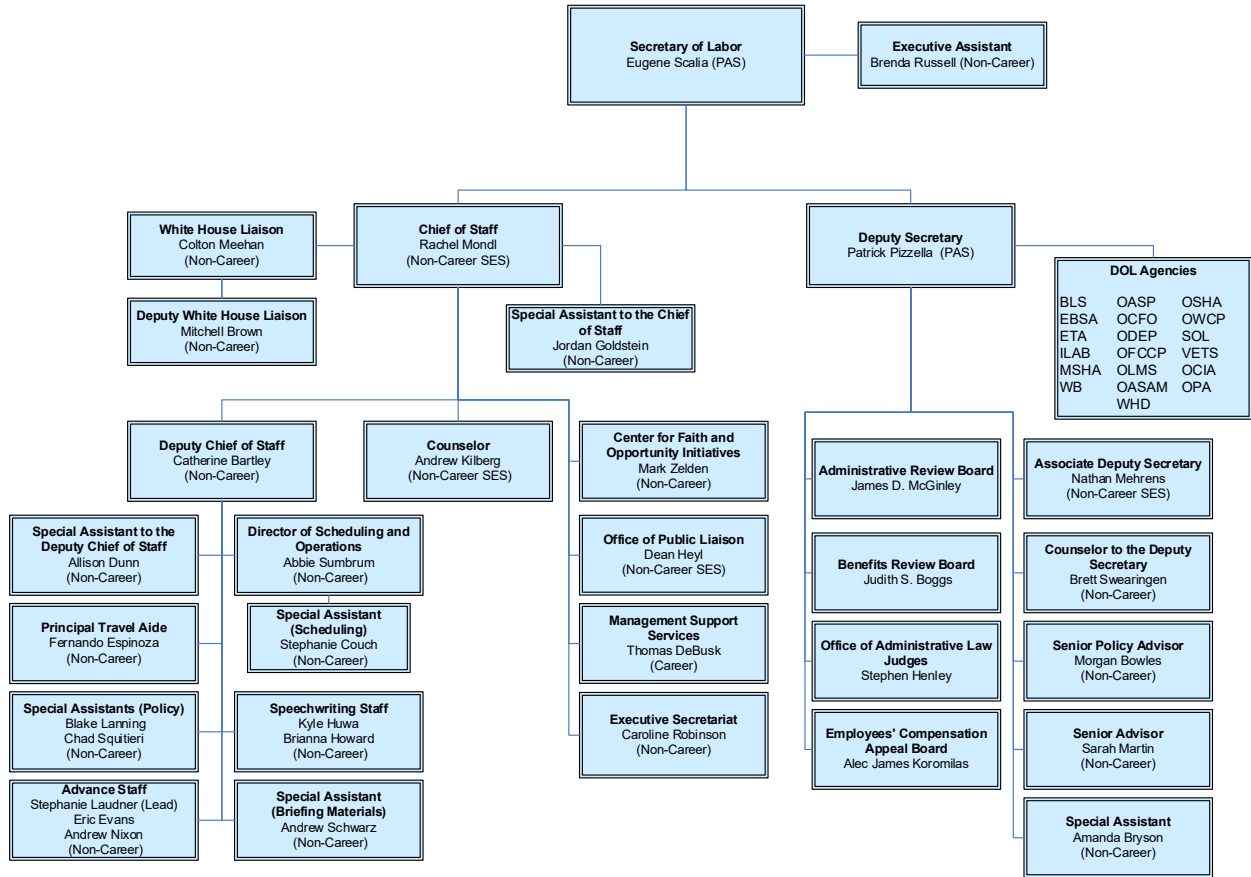 Secretary of Labor
Eugene Scalia (PAS)
Executive Assistant
Brenda Russell (Non-Career)
White House Liaison
Colton Meehan
(Non-Career)
Chief of Staff
Rachel Mondl
(Non-Career SES)
Deputy Secretary
Patrick Pizzella (PAS)
DOL Agencies
BLS OASP OSHA
EBSA OCFO OWCP
ETA ODEP SOL
ILAB OFCCP VETS
MSHA OLMS OCIA
WB OASAM OPA
WHD
Deputy White House Liaison
Mitchell Brown
(Non-Career)
Special Assistant to the Chief
of Staff
Jordan Goldstein
(Non-Career)
Deputy Chief of Staff
Catherine Bartley
(Non-Career)
Counselor
Andrew Kilberg
(Non-Career SES)
Center for Faith and
Opportunity Initiatives
Mark Zelden
(Non-Career)
Administrative Review Board
James D. McGinley
Associate Deputy Secretary
Nathan Mehrens
(Non-Career SES)
Special Assistant to the
Deputy Chief of Staff
Allison Dunn
(Non-Career)
Director of Scheduling and
Operations
Abbie Sumbrum
(Non-Career)
Office of Public Liaison
Dean Heyl
(Non-Career SES)
Benefits Review Board
Judith S. Boggs
Counselor to the Deputy
Secretary
Brett Swearingen
(Non-Career)
Principal Travel Aide
Fernando Espinoza
(Non-Career)
Special Assistant
(Scheduling)
Stephanie Couch
(Non-Career)
Management Support
Services
Thomas DeBusk
(Career)
Office of Administrative Law
Judges
Stephen Henley
Senior Policy Advisor
Morgan Bowles
(Non-Career)
Special Assistants (Policy)
Blake Lanning
Chad Squitieri
(Non-Career)
Speechwriting Staff
Kyle Huwa
Brianna Howard
(Non-Career)
Executive Secretariat
Caroline Robinson
(Non-Career)
Employees' Compensation
Appeal Board
Alec James Koromilas
Senior Advisor
Sarah Martin
(Non-Career)
Advance Staff
Stephanie Laudner (Lead)
Eric Evans
Andrew Nixon
(Non-Career)
Special Assistant
(Briefing Materials)
Andrew Schwarz
(Non-Career)
Special Assistant
Amanda Bryson
(Non-Career)